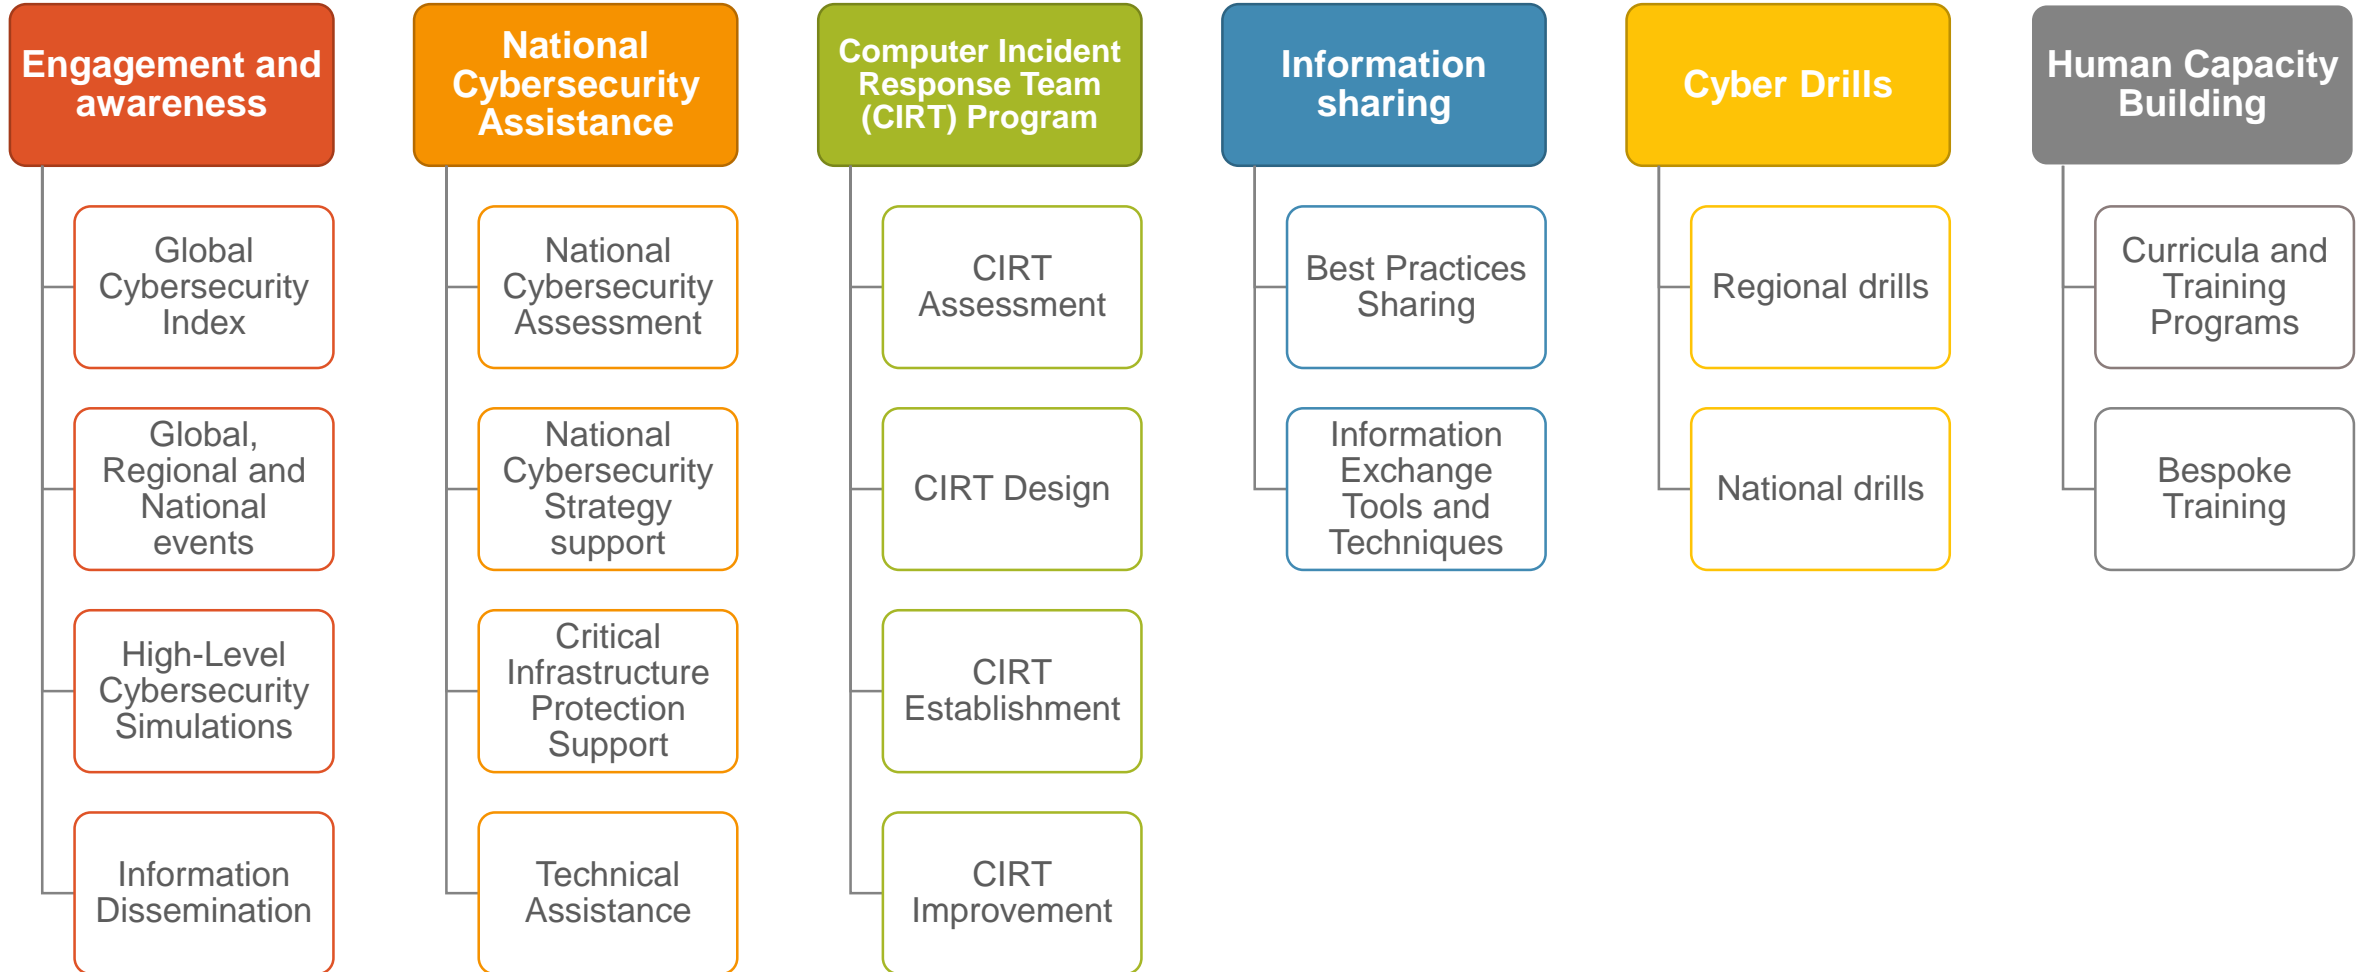 Engagement and
awareness
Global
Cybersecurity
Index
Global,
Regional and
National
events
High-Level
Cybersecurity
Simulations
Information
Dissemination
National
Cybersecurity
Assistance
National
Cybersecurity
Assessment
National
Cybersecurity
Strategy
support
Critical
Infrastructure
Protection
Support
Technical
Assistance
Computer Incident
Response Team
(CIRT) Program
CIRT
Assessment
CIRT Design
CIRT
Establishment
CIRT
Improvement
Information
sharing
Best Practices
Sharing
Information
Exchange
Tools and
Techniques
Cyber Drills
Regional drills
National drills
Human Capacity
Building
Curricula and
Training
Programs
Bespoke
Training